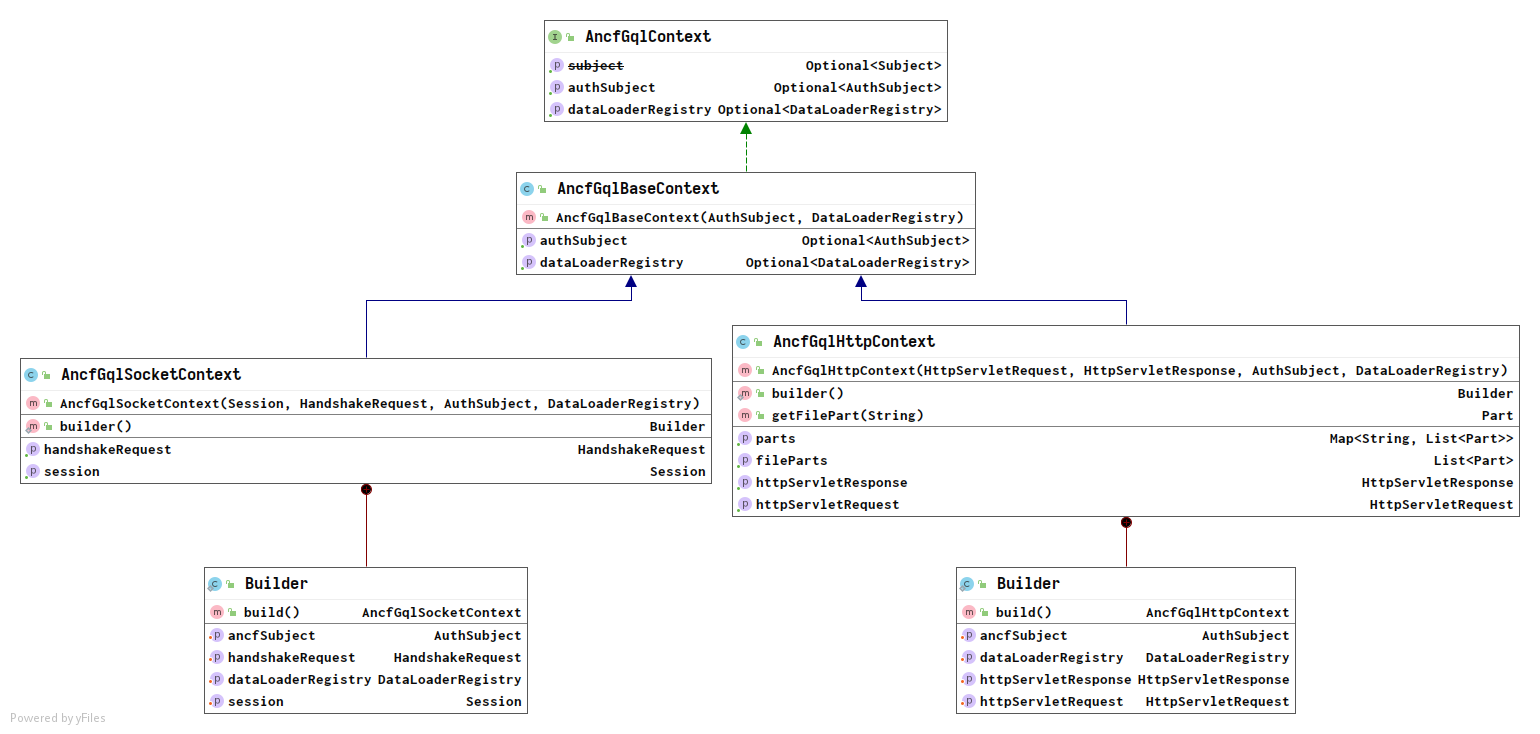 AncfGqlContext
subject Optional<Subject>
authSubject Optional<AuthSubject>
dataLoaderRegistry Optional<DataLoaderRegistry>
AncfGqlBaseContext
AncfGqlBaseContext(AuthSubject, DataLoaderRegistry)
authSubject Optional<AuthSubject>
dataLoaderRegistry Optional<DataLoaderRegistry>
AncfGqlSocketContext
AncfGqlSocketContext(Session, HandshakeRequest, AuthSubject, DataLoaderRegistry)
builder() Builder
handshakeRequest HandshakeRequest
session Session
AncfGqlHttpContext
AncfGqlHttpContext(HttpServletRequest, HttpServletResponse, AuthSubject, DataLoaderRegistry)
builder() Builder
getFilePart(String) Part
parts Map<String, List<Part>>
fileParts List<Part>
httpServletResponse HttpServletResponse
httpServletRequest HttpServletRequest
Builder
build() AncfGqlSocketContext
ancfSubject AuthSubject
handshakeRequest HandshakeRequest
dataLoaderRegistry DataLoaderRegistry
session Session
Builder
build() AncfGqlHttpContext
ancfSubject AuthSubject
dataLoaderRegistry DataLoaderRegistry
httpServletResponse HttpServletResponse
httpServletRequest HttpServletRequest
Powered by yFiles